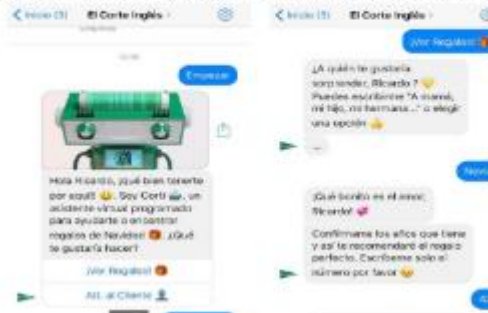 Inicio (3)
El Corte Inglés
Empezar
Hola Ricardo, ¡qué bien tenerte
por aquí! Soy Corti, un
asistente virtual programado
para ayudarte a encontrar
regalos de Navidad. ¿Qué
te gustaría hacer?
¡Ver Regalos!
Att. al Cliente
Inicio (3)
El Corte Inglés
¡Ver Regalos!
¿A quién te gustaría
sorprender, Ricardo?
Puedes escribirme "A mamá,
mi hijo, mi hermana..." o elegir
una opción
...
¡Qué bonito es el amor,
Ricardo!
Confírmame los años que tiene
y así te recomendaré el regalo
perfecto. Escríbeme solo el
número por favor